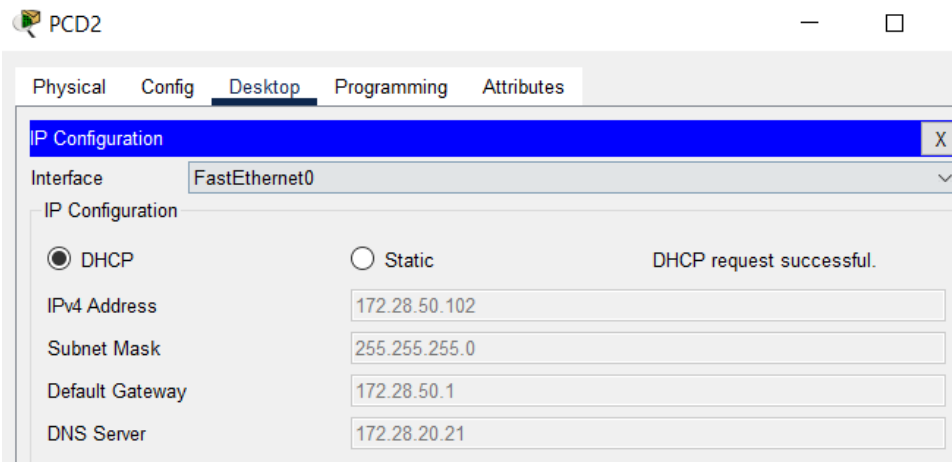 PCD2
Physical Config Desktop Programming Attributes
IP Configuration X
Interface FastEthernet0
IP Configuration
DHCP Static DHCP request successful.
IPv4 Address 172.28.50.102
Subnet Mask 255.255.255.0
Default Gateway 172.28.50.1
DNS Server 172.28.20.21